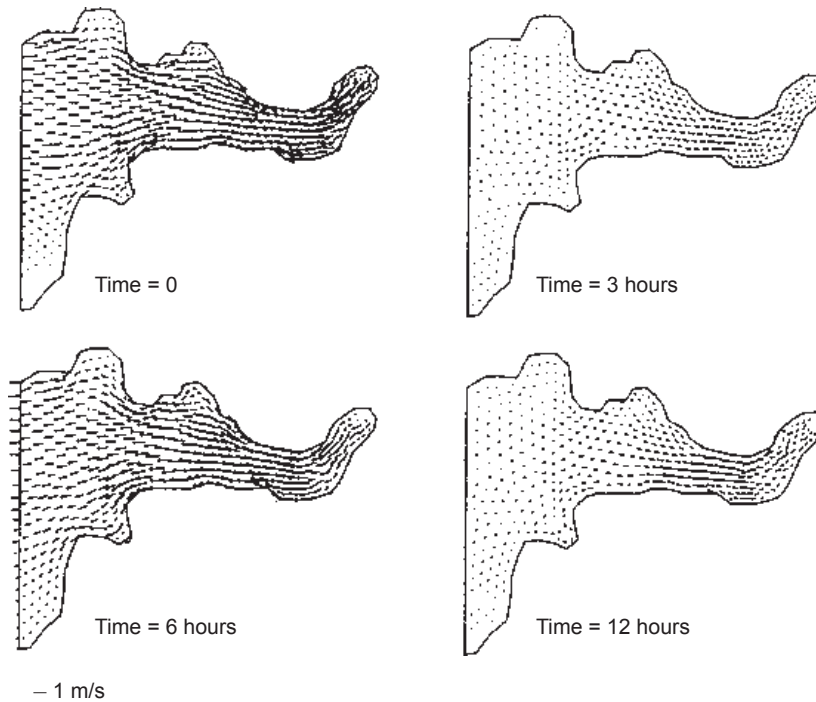 Time = 0
Time = 3 hours
Time = 6 hours
Time = 12 hours
– 1 m/s